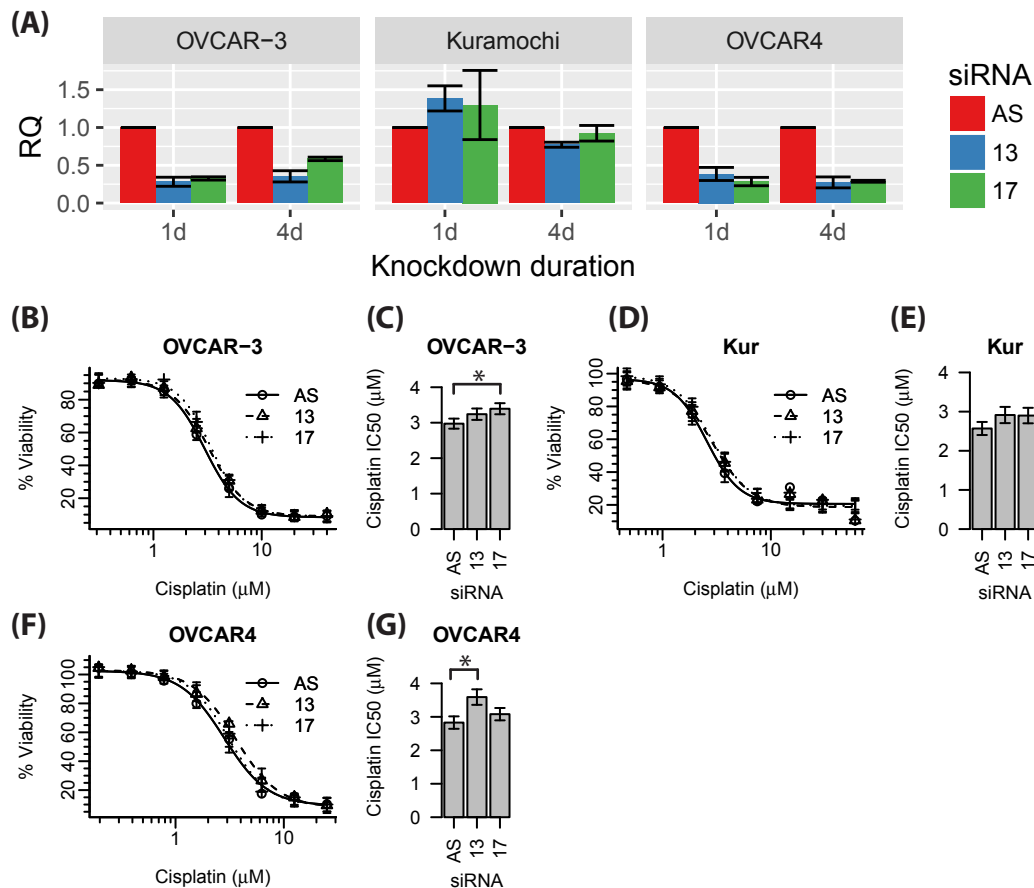 (A)
OVCAR−3 Kuramochi OVCAR4
RQ
1.5
1.0
0.5
0.0
1d 4d 1d 4d 1d 4d
Knockdown duration
siRNA
AS
13
17
(B)
OVCAR−3
% Viability
80
60
40
20
AS
13
17
1 10
Cisplatin (μM)
(C)
OVCAR−3
*
Cisplatin IC50 (μM)
4
3
2
1
0
AS 13 17
siRNA
(D)
Kur
% Viability
100
80
60
40
20
AS
13
17
1 10
Cisplatin (μM)
(E)
Kur
Cisplatin IC50 (μM)
4
3
2
1
0
AS 13 17
siRNA
(F)
OVCAR4
% Viability
100
80
60
40
20
AS
13
17
1 10
Cisplatin (μM)
(G)
OVCAR4
*
Cisplatin IC50 (μM)
4
3
2
1
0
AS 13 17
siRNA